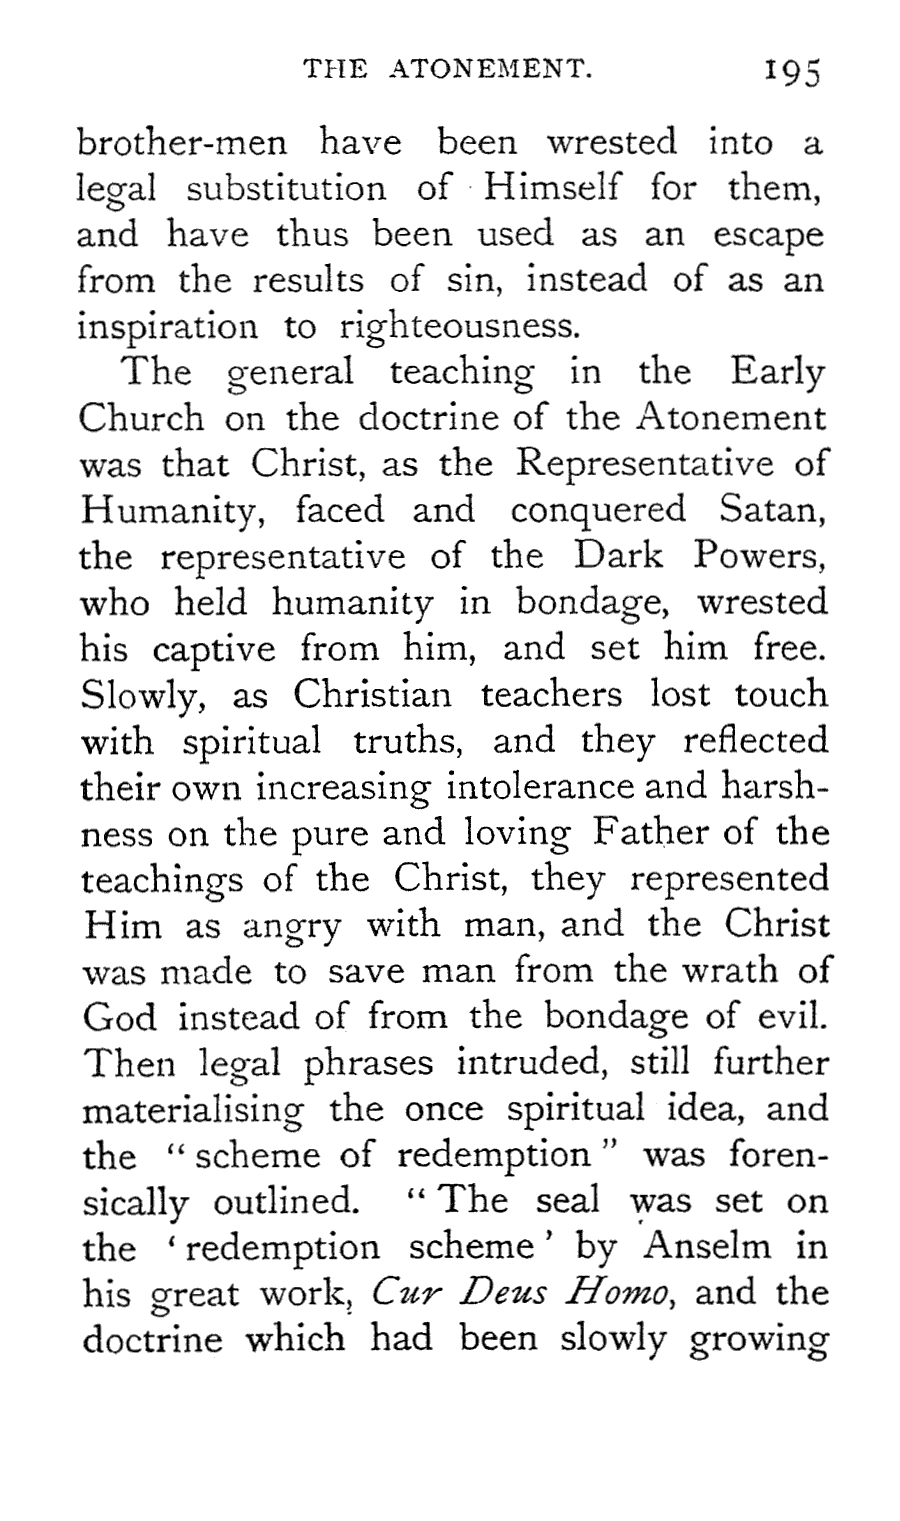 THE ATONEMENT. 195
brother-men have been wrested into a
legal substitution of Himself for them,
and have thus been used as an escape
from the results of sin, instead of as an
inspiration to righteousness.
The general teaching in the Early
Church on the doctrine of the Atonement
was that Christ, as the Representative of
Humanity, faced and conquered Satan,
the representative of the Dark Powers,
who held humanity in bondage, wrested
his captive from him, and set him free.
Slowly, as Christian teachers lost touch
with spiritual truths, and they reflected
their own increasing intolerance and harsh-
ness on the pure and loving Father of the
teachings of the Christ, they represented
Him as angry with man, and the Christ
was made to save man from the wrath of
God instead of from the bondage of evil.
Then legal phrases intruded, still further
materialising the once spiritual idea, and
the “scheme of redemption” was foren-
sically outlined. “The seal was set on
the ‘redemption scheme’ by Anselm in
his great work, Cur Deus Homo, and the
doctrine which had been slowly growing